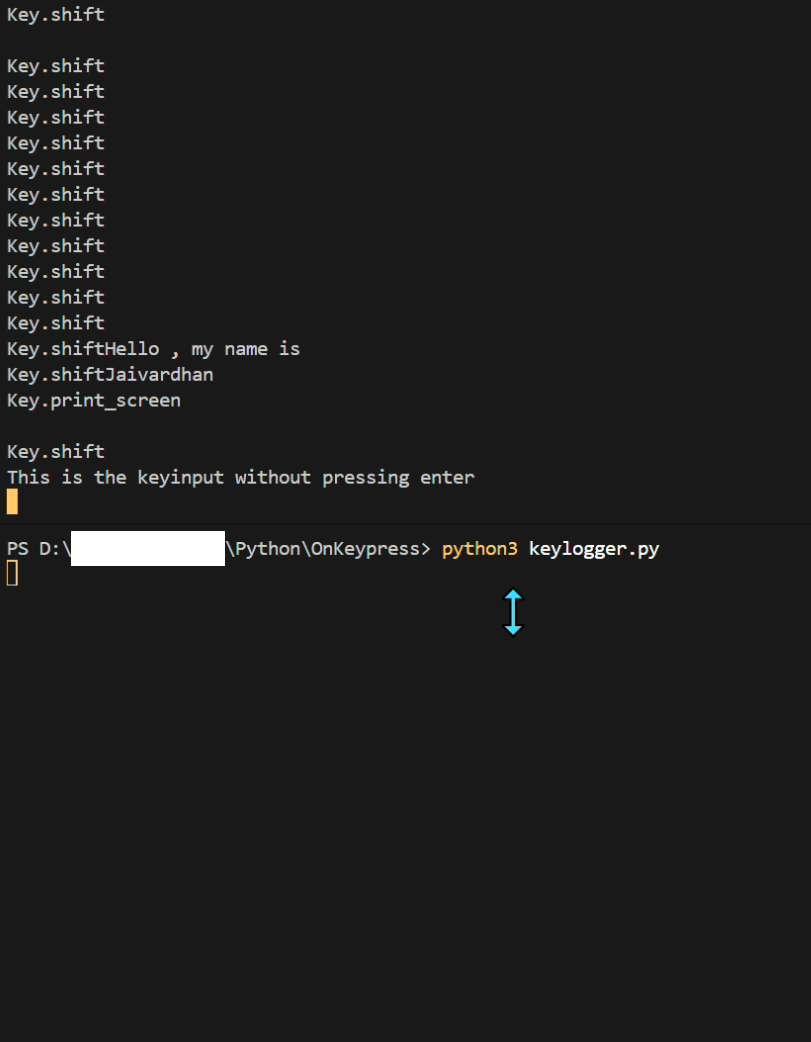 Key.shift
Key.shift
Key.shift
Key.shift
Key.shift
Key.shift
Key.shift
Key.shift
Key.shift
Key.shift
Key.shift
Key.shift
Key.shiftHello , my name is
Key.shiftJaivardhan
Key.print_screen
Key.shift
This is the keyinput without pressing enter
PS D:\ \Python\OnKeypress> python3 keylogger.py